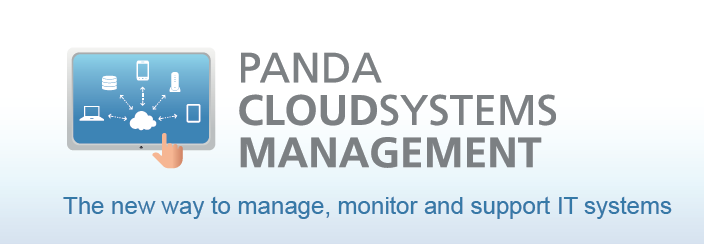 PANDA
CLOUDSYSTEMS
MANAGEMENT
The new way to manage, monitor and support IT systems